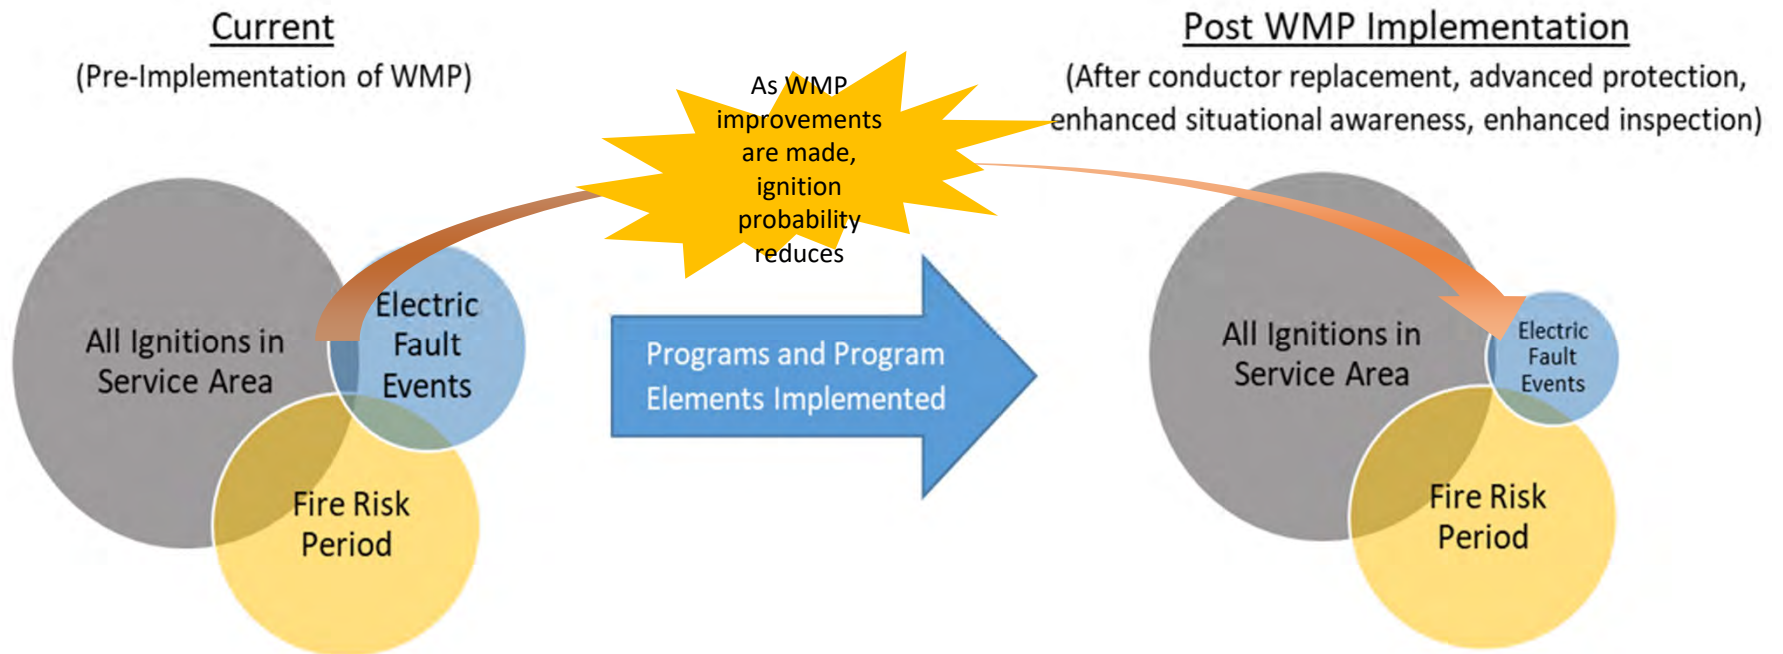 Current
(Pre-Implementation of WMP)
All Ignitions in
Service Area
Electric
Fault
Events
Fire Risk
Period
As WMP
improvements
are made,
ignition
probability
reduces
Programs and Program
Elements Implemented
Post WMP Implementation
(After conductor replacement, advanced protection,
enhanced situational awareness, enhanced inspection)
All Ignitions in
Service Area
Electric
Fault
Events
Fire Risk
Period